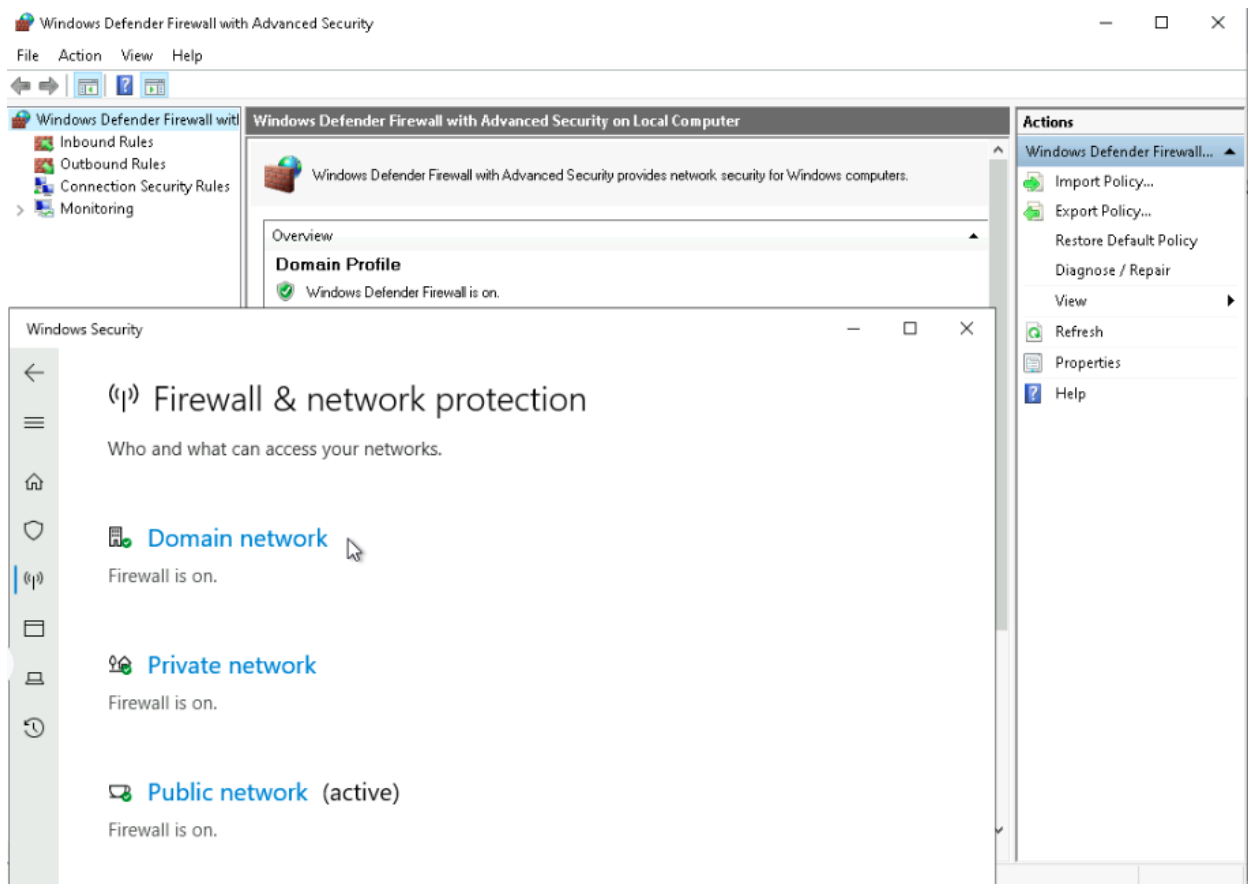 Windows Defender Firewall with Advanced Security
File Action View Help
Windows Defender Firewall witl
Inbound Rules
Outbound Rules
Connection Security Rules
Monitoring
Windows Defender Firewall with Advanced Security on Local Computer
Windows Defender Firewall with Advanced Security provides network security for Windows computers.
Overview
Domain Profile
Windows Defender Firewall is on.
Actions
Windows Defender Firewall...
Import Policy...
Export Policy...
Restore Default Policy
Diagnose / Repair
View
Refresh
Properties
Help
Windows Security
Firewall & network protection
Who and what can access your networks.
Domain network
Firewall is on.
Private network
Firewall is on.
Public network (active)
Firewall is on.